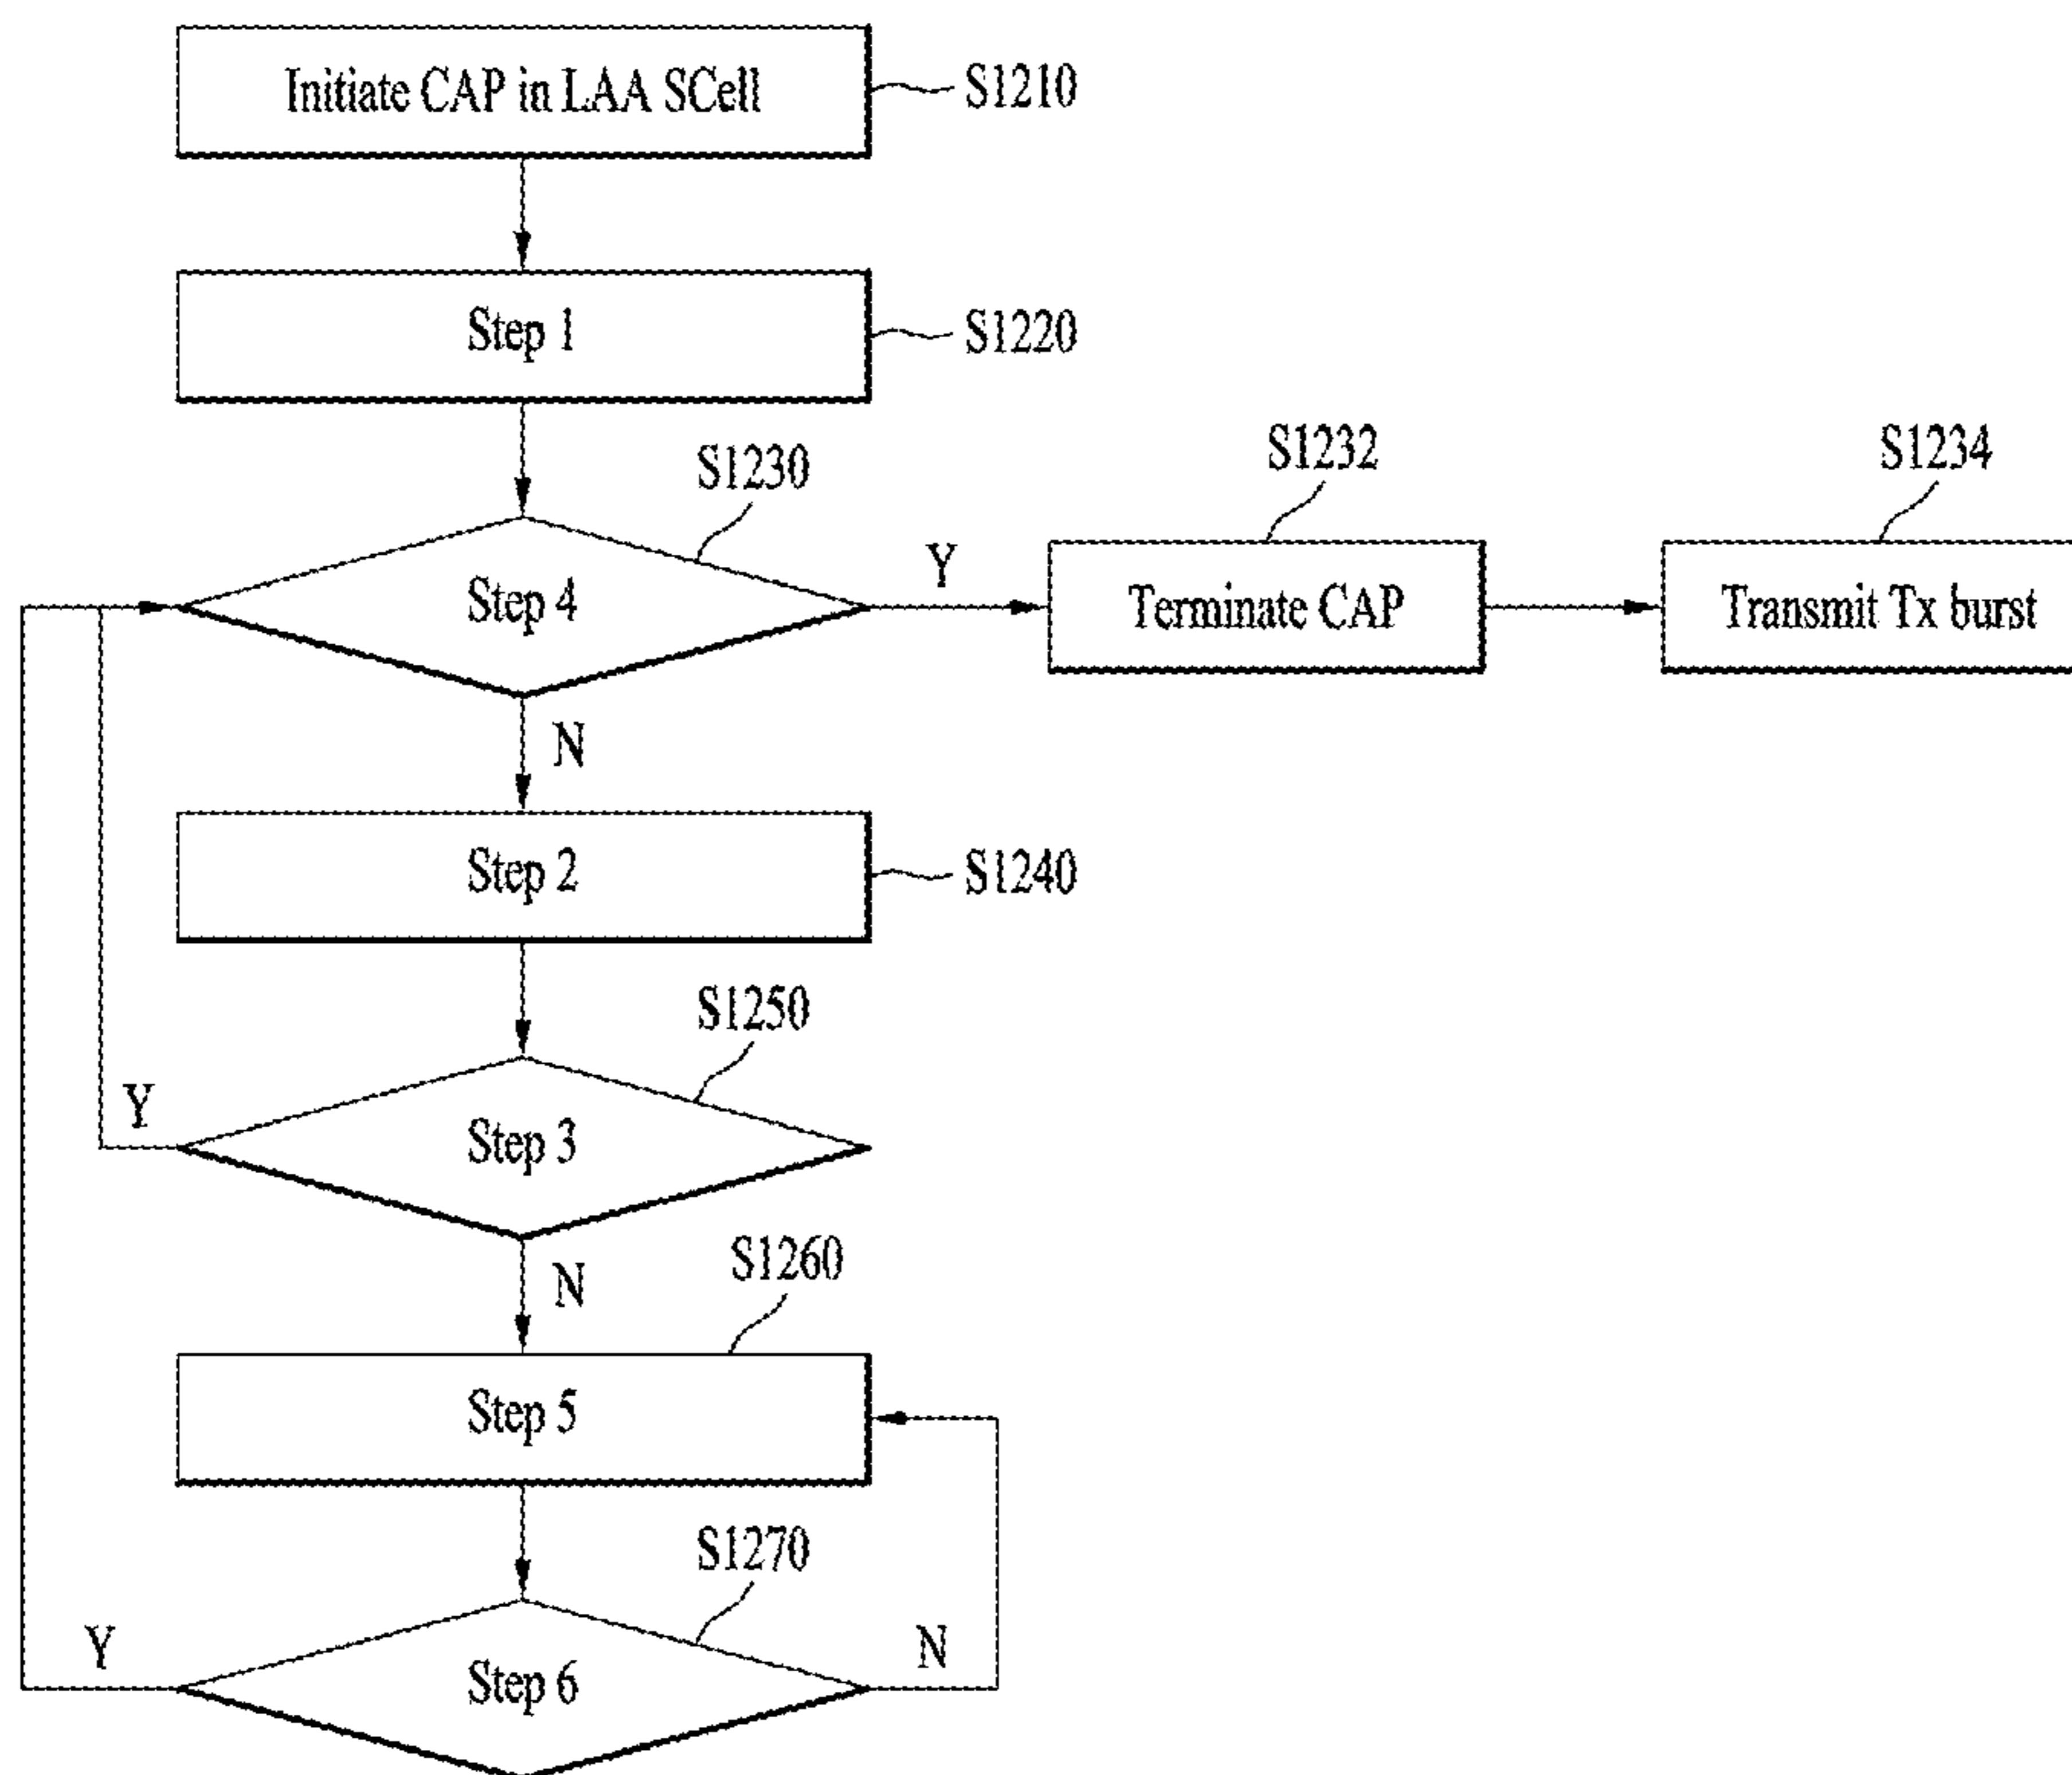 Initiate CAP in LAA SCell
S1210
Step 1
S1220
S1230
S1232
S1234
Step 4
Y
Terminate CAP
Transmit Tx burst
N
Step 2
S1240
S1250
Y
Step 3
N
S1260
Step 5
S1270
Y
Step 6
N